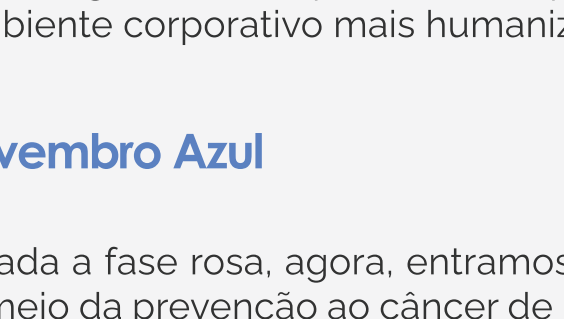 biente corporativo mais humaniz
vembro Azul
ada a fase rosa, agora, entramos
meio da prevenção ao câncer de